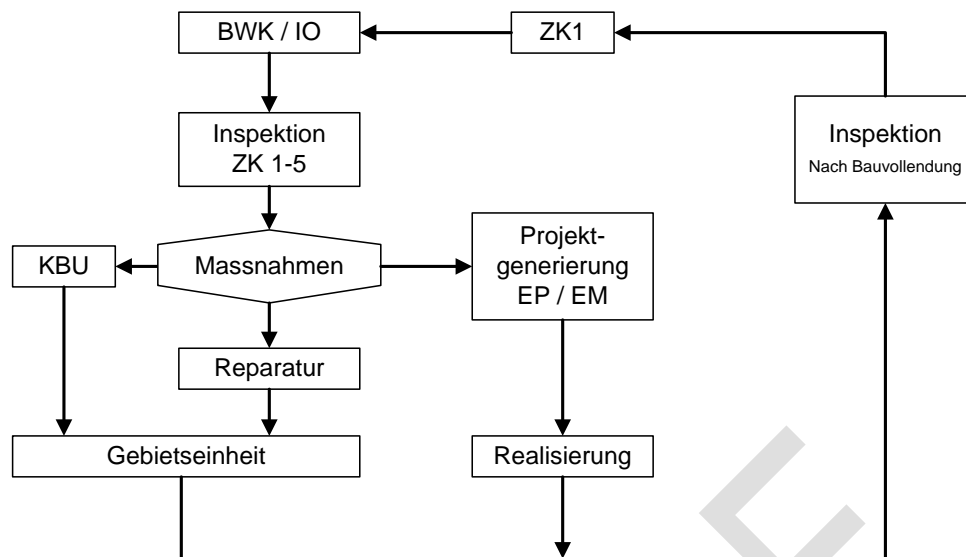 BWK / IO
ZK1
Inspektion
ZK 1-5
Inspektion
Nach Bauvollendung
KBU
Massnahmen
Projekt-
generierung
EP / EM
Reparatur
Gebietseinheit
Realisierung